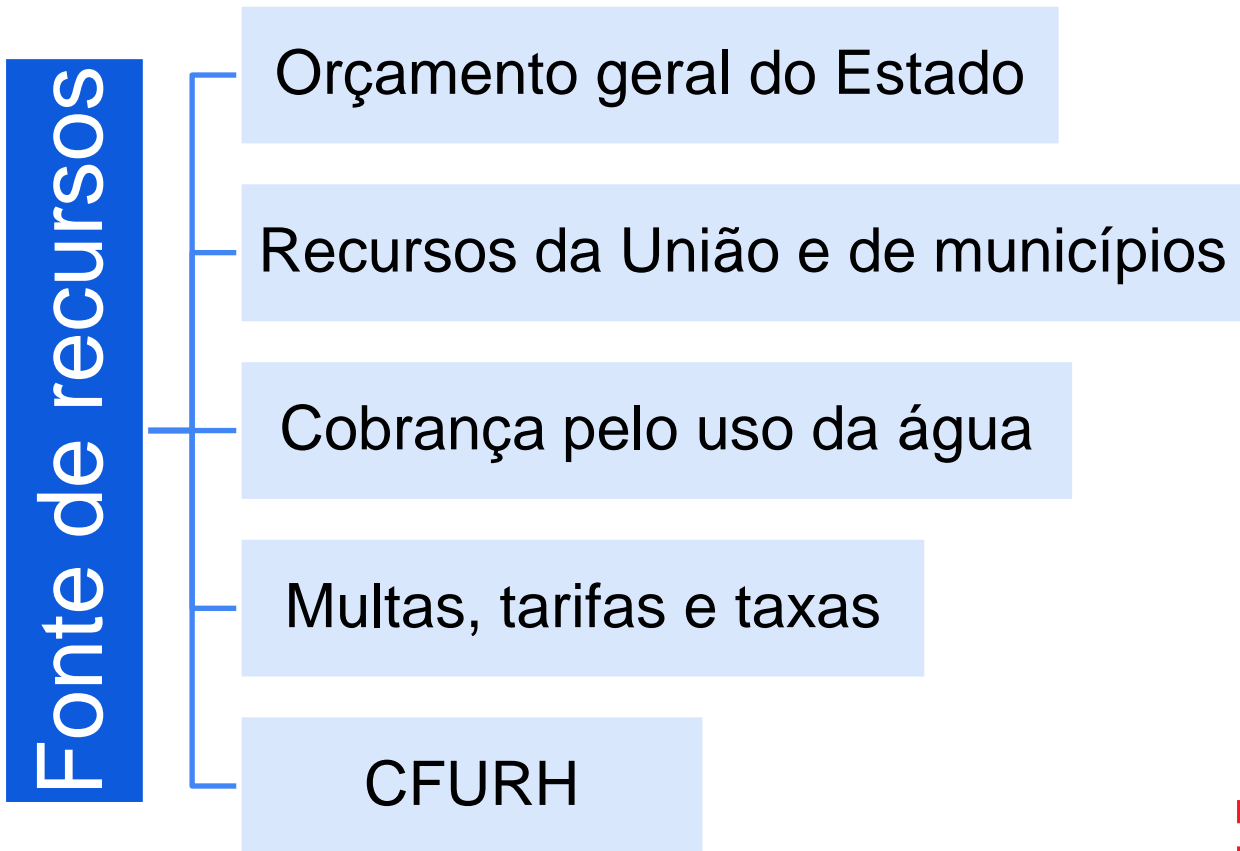 Fonte de recursos
Orçamento geral do Estado
Recursos da União e de municípios
Cobrança pelo uso da água
Multas, tarifas e taxas
CFURH